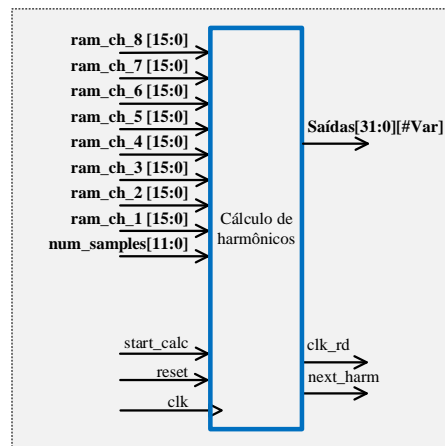 ram_ch_8 [15:0]
ram_ch_7 [15:0]
ram_ch_6 [15:0]
ram_ch_5 [15:0]
ram_ch_4 [15:0]
ram_ch_3 [15:0]
ram_ch_2 [15:0]
ram_ch_1 [15:0]
num_samples[11:0]
start_calc
reset
clk
Cálculo de
harmônicos
Saídas[31:0][#Var]
clk_rd
next_harm